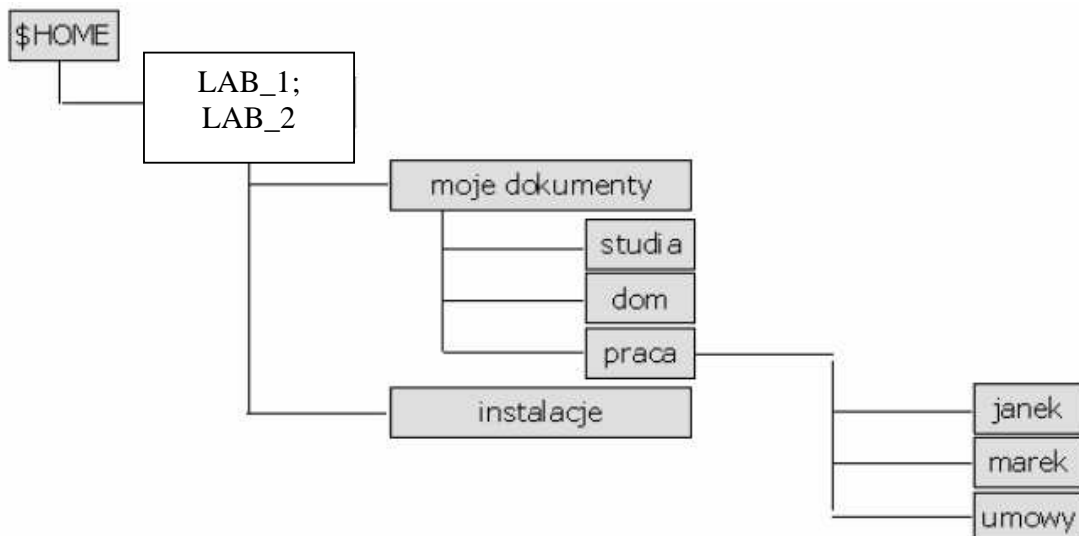 $HOME
LAB_1;
LAB_2
moje dokumenty
studia
dom
praca
instalacje
janek
marek
umowy